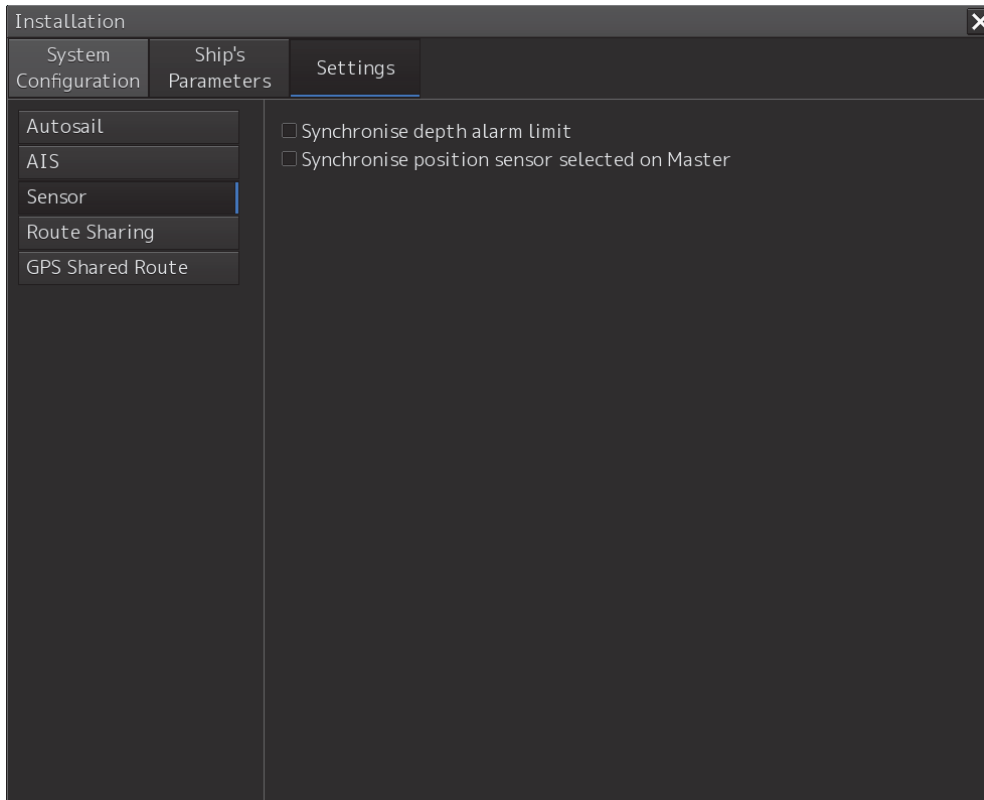 Installation
System Configuration
Ship's Parameters
Settings
Autosail
AIS
Sensor
Route Sharing
GPS Shared Route
Synchronise depth alarm limit
Synchronise position sensor selected on Master